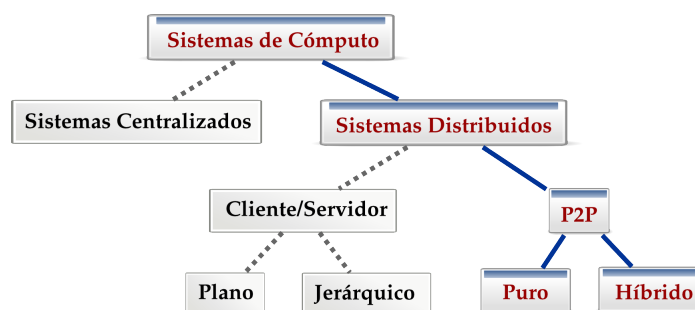 Sistemas de Cómputo
Sistemas Centralizados
Sistemas Distribuidos
Cliente/Servidor
P2P
Plano
Jerárquico
Puro
Híbrido